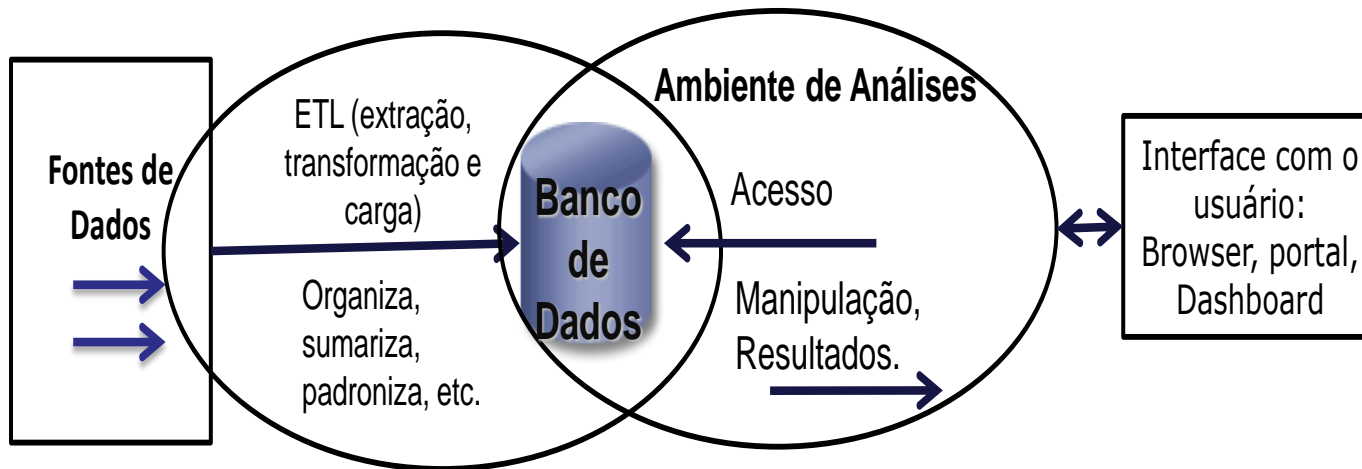 Fontes de
Dados
ETL (extração,
transformação e
carga)
Organiza,
sumariza,
padroniza, etc.
Banco
de
Dados
Ambiente de Análises
Acesso
Manipulação,
Resultados.
Interface com o
usuário:
Browser, portal,
Dashboard